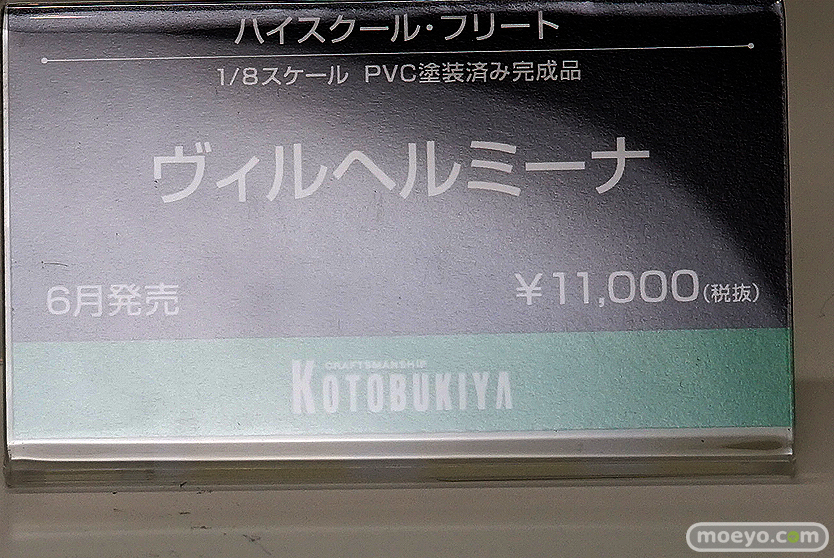 ハイスクール・フリート
1/8スケール PVC塗装済み完成品
ヴィルヘルミーナ
6月発売
￥11,000(税抜)
CRAFTSMANSHIP
KOTOBUKIYA
moeyo.com